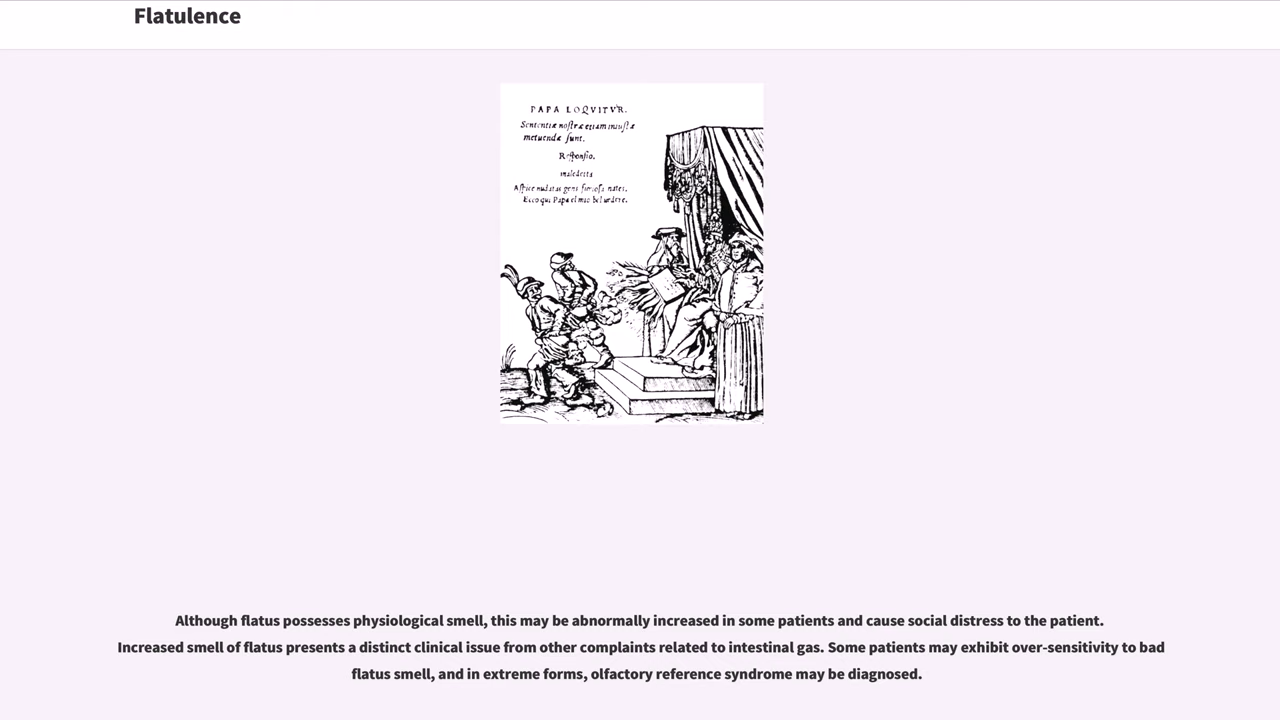 Flatulence
PAPA LOQVITVR.
Sententiæ noſtræ etiam iniuſtæ
metuendæ ſunt.
Reſponſio.
maledetta
Aſpice nudatas gens furioſa nates.
Ecco qui Papa el mio bel uedere.
Although flatus possesses physiological smell, this may be abnormally increased in some patients and cause social distress to the patient.
Increased smell of flatus presents a distinct clinical issue from other complaints related to intestinal gas. Some patients may exhibit over-sensitivity to bad
flatus smell, and in extreme forms, olfactory reference syndrome may be diagnosed.